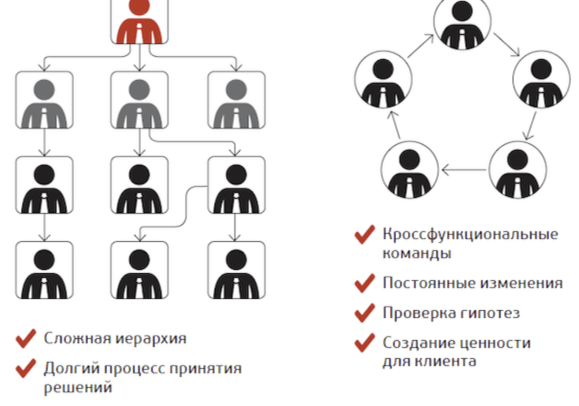 Сложная иерархия
Долгий процесс принятия
решений
Кроссфункциональные
команды
Постоянные изменения
Проверка гипотез
Создание ценности
для клиента